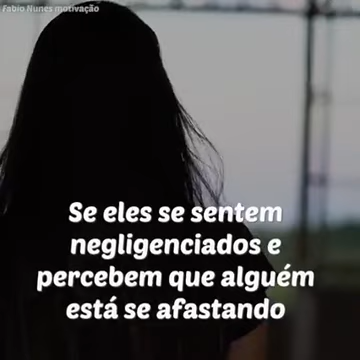 Fabio Nunes motivação
Se eles se sentem
negligenciados e
percebem que alguém
está se afastando